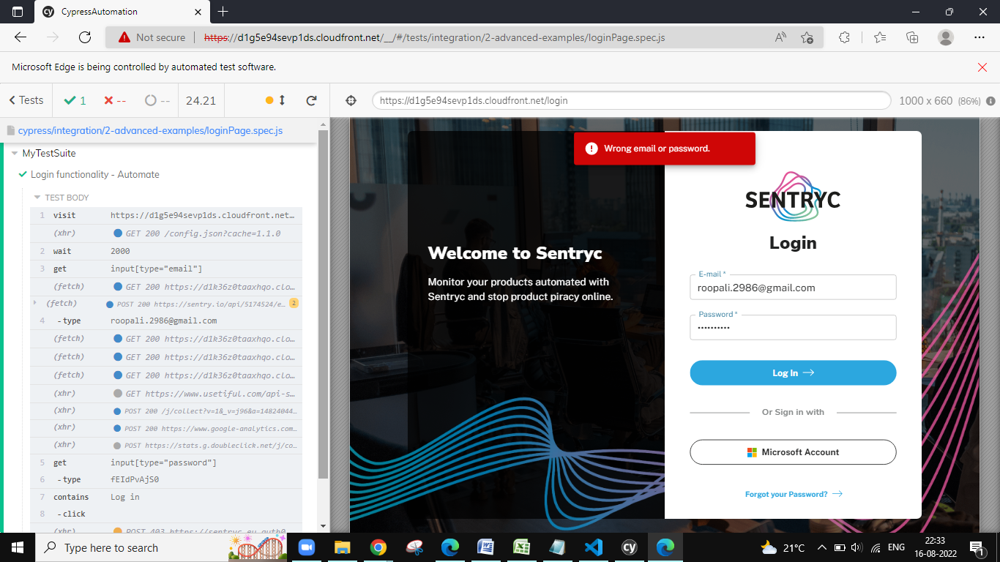 CypressAutomation
Not secure https://d1g5e94sevp1ds.cloudfront.net/__/#/tests/integration/2-advanced-examples/loginPage.spec.js
Microsoft Edge is being controlled by automated test software.
Tests 1 -- -- 24.21
https://d1g5e94sevp1ds.cloudfront.net/login 1000 x 660 (86%)
cypress/integration/2-advanced-examples/loginPage.spec.js
MyTestSuite
Login functionality - Automate
TEST BODY
1 visit https://d1g5e94sevp1ds.cloudfront.net…
(xhr) GET 200 /config.json?cache=1.1.0
2 wait 2000
3 get input[type="email"]
(fetch) GET 200 https://d1k36z0taaxhqo.clo…
(fetch) POST 200 https://sentry.io/api/5174524/e… 2
4 -type roopali.2986@gmail.com
(fetch) GET 200 https://d1k36z0taaxhqo.clo…
(fetch) GET 200 https://d1k36z0taaxhqo.clo…
(fetch) GET 200 https://d1k36z0taaxhqo.clo…
(xhr) GET https://www.usetiful.com/api-s…
(xhr) POST 200 /j/collect?v=1&_v=j96&a=14824044…
(xhr) POST 200 https://www.google-analytics.com…
(xhr) POST https://stats.g.doubleclick.net/j/co…
5 get input[type="password"]
6 -type fEIdPvAjS0
7 contains Log in
8 -click
(xhr) POST 403 https://sentryc.eu.auth0
Wrong email or password.
Welcome to Sentryc
Monitor your products automated with
Sentryc and stop product piracy online.
SENTRYC
Login
E-mail *
roopali.2986@gmail.com
Password *
••••••••••
Log In
Or Sign in with
Microsoft Account
Forgot your Password?
Type here to search
21°C ENG 22:33
16-08-2022
1